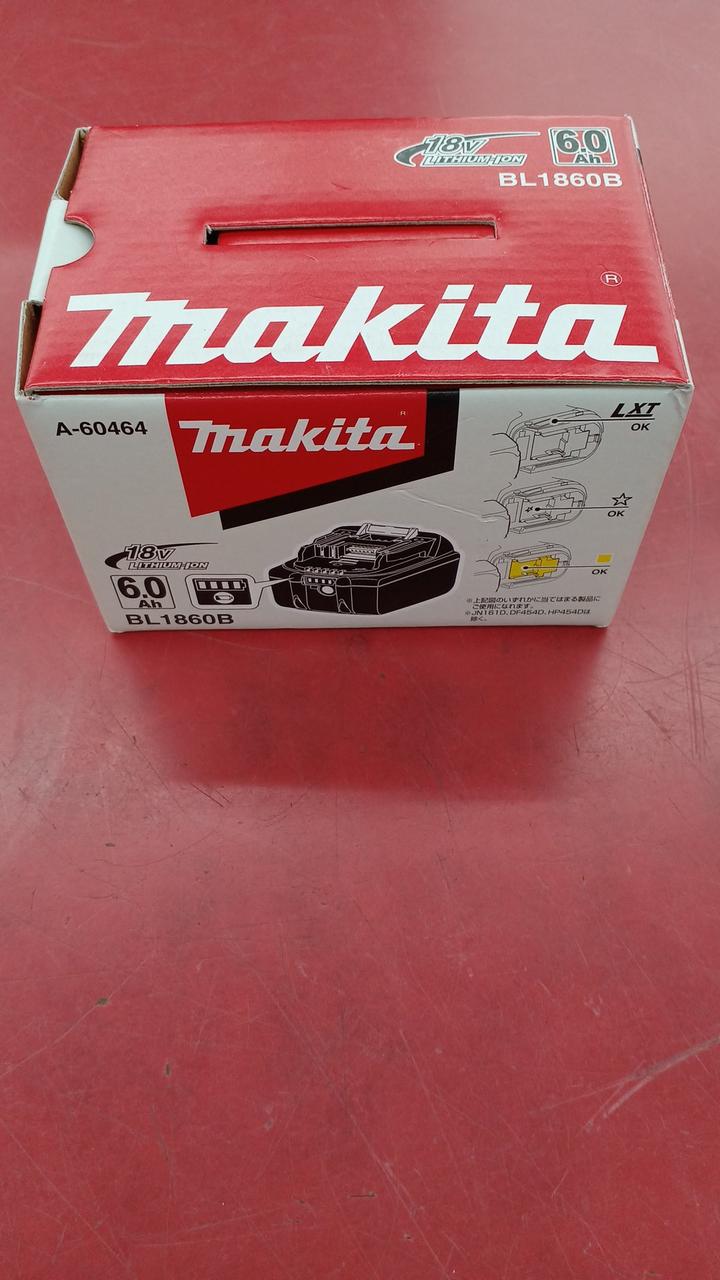 18V
LITHIUM-ION
6.0
Ah
BL1860B
makita
®
A-60464
makita
®
LXT
OK
☆
OK
OK
18V
LITHIUM-ION
6.0
Ah
BL1860B
※上記図のいずれかに当てはまる製品に
ご使用になれます。
※JN161D、DF454D、HP454Dは
除く。